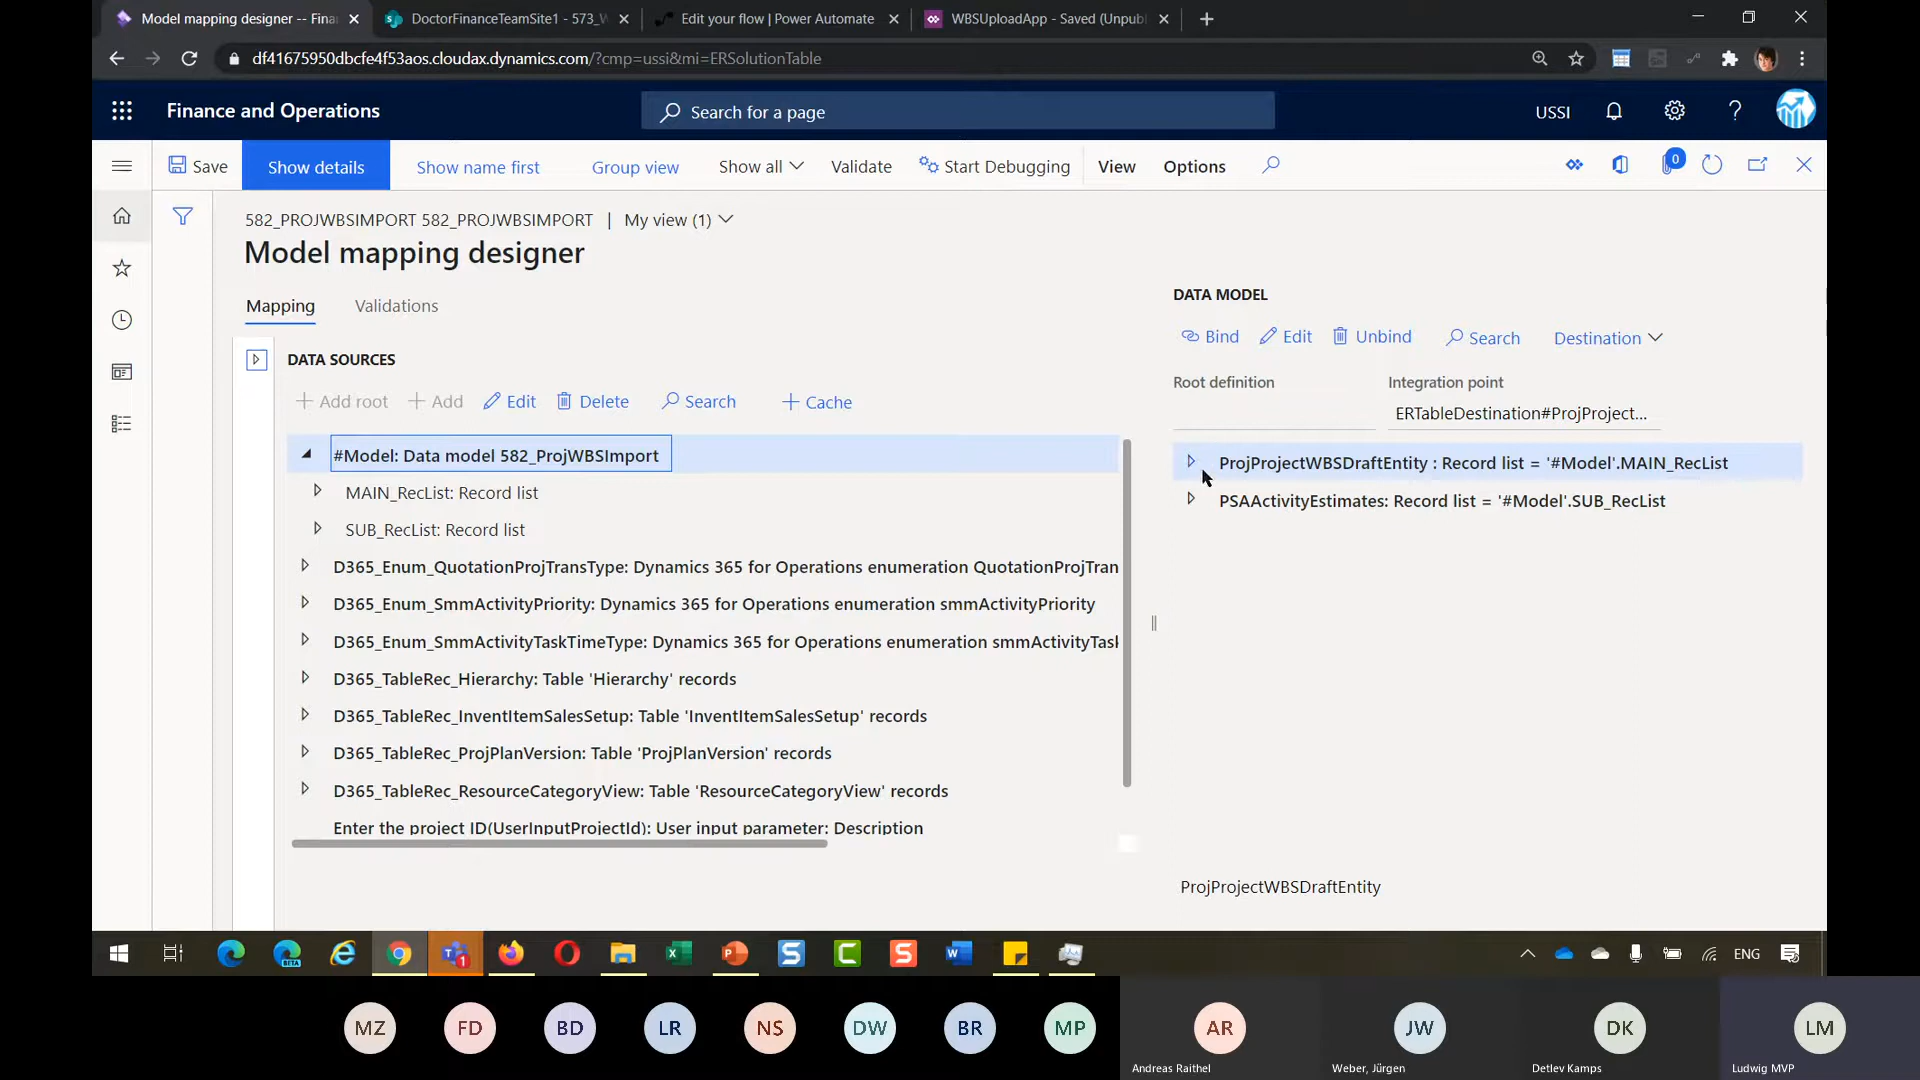 Model mapping designer -- Finan
DoctorFinanceTeamSite1 - 573_W
Edit your flow | Power Automate
WBSUploadApp - Saved (Unpubl
df41675950dbcfe4f53aos.cloudax.dynamics.com/?cmp=ussi&mi=ERSolutionTable
Finance and Operations
Search for a page
USSI
Save
Show details
Show name first
Group view
Show all
Validate
Start Debugging
View
Options
0
582_PROJWBSIMPORT 582_PROJWBSIMPORT | My view (1)
Model mapping designer
Mapping
Validations
DATA SOURCES
Add root
Add
Edit
Delete
Search
Cache
#Model: Data model 582_ProjWBSImport
MAIN_RecList: Record list
SUB_RecList: Record list
D365_Enum_QuotationProjTransType: Dynamics 365 for Operations enumeration QuotationProjTran
D365_Enum_SmmActivityPriority: Dynamics 365 for Operations enumeration smmActivityPriority
D365_Enum_SmmActivityTaskTimeType: Dynamics 365 for Operations enumeration smmActivityTask
D365_TableRec_Hierarchy: Table 'Hierarchy' records
D365_TableRec_InventItemSalesSetup: Table 'InventItemSalesSetup' records
D365_TableRec_ProjPlanVersion: Table 'ProjPlanVersion' records
D365_TableRec_ResourceCategoryView: Table 'ResourceCategoryView' records
Enter the project ID(UserInputProjectId): User input parameter: Description
DATA MODEL
Bind
Edit
Unbind
Search
Destination
Root definition
Integration point
ERTableDestination#ProjProject...
ProjProjectWBSDraftEntity : Record list = '#Model'.MAIN_RecList
PSAActivityEstimates: Record list = '#Model'.SUB_RecList
ProjProjectWBSDraftEntity
BETA
1
ENG
MZ
FD
BD
LR
NS
DW
BR
MP
AR
JW
DK
LM
Andreas Raithel
Weber, Jürgen
Detlev Kamps
Ludwig MVP